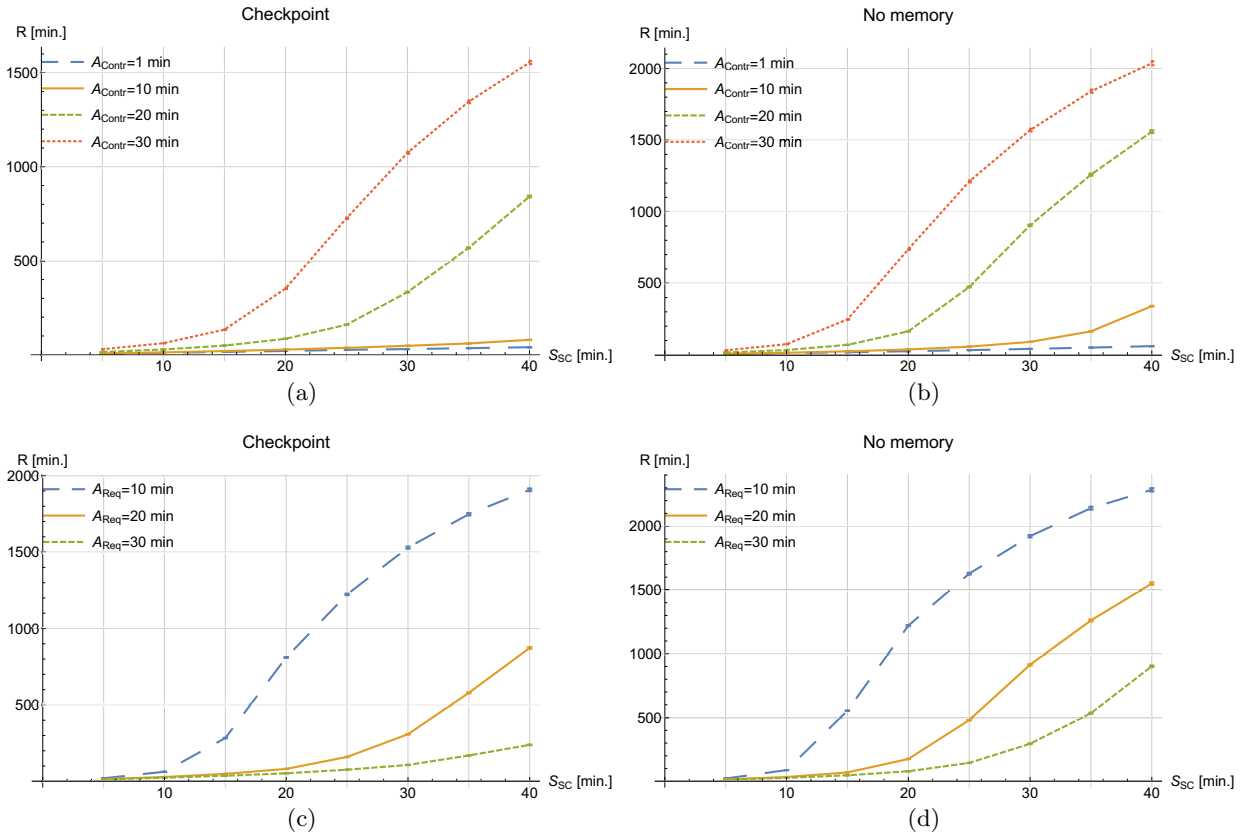 Checkpoint
R [min.]
A_Contr=1 min
A_Contr=10 min
A_Contr=20 min
A_Contr=30 min
1500
1000
500
10 20 30 40
S_SC [min.]
(a)
No memory
R [min.]
A_Contr=1 min
A_Contr=10 min
A_Contr=20 min
A_Contr=30 min
2000
1500
1000
500
10 20 30 40
S_SC [min.]
(b)
Checkpoint
R [min.]
A_Req=10 min
A_Req=20 min
A_Req=30 min
2000
1500
1000
500
10 20 30 40
S_SC [min.]
(c)
No memory
R [min.]
A_Req=10 min
A_Req=20 min
A_Req=30 min
2000
1500
1000
500
10 20 30 40
S_SC [min.]
(d)